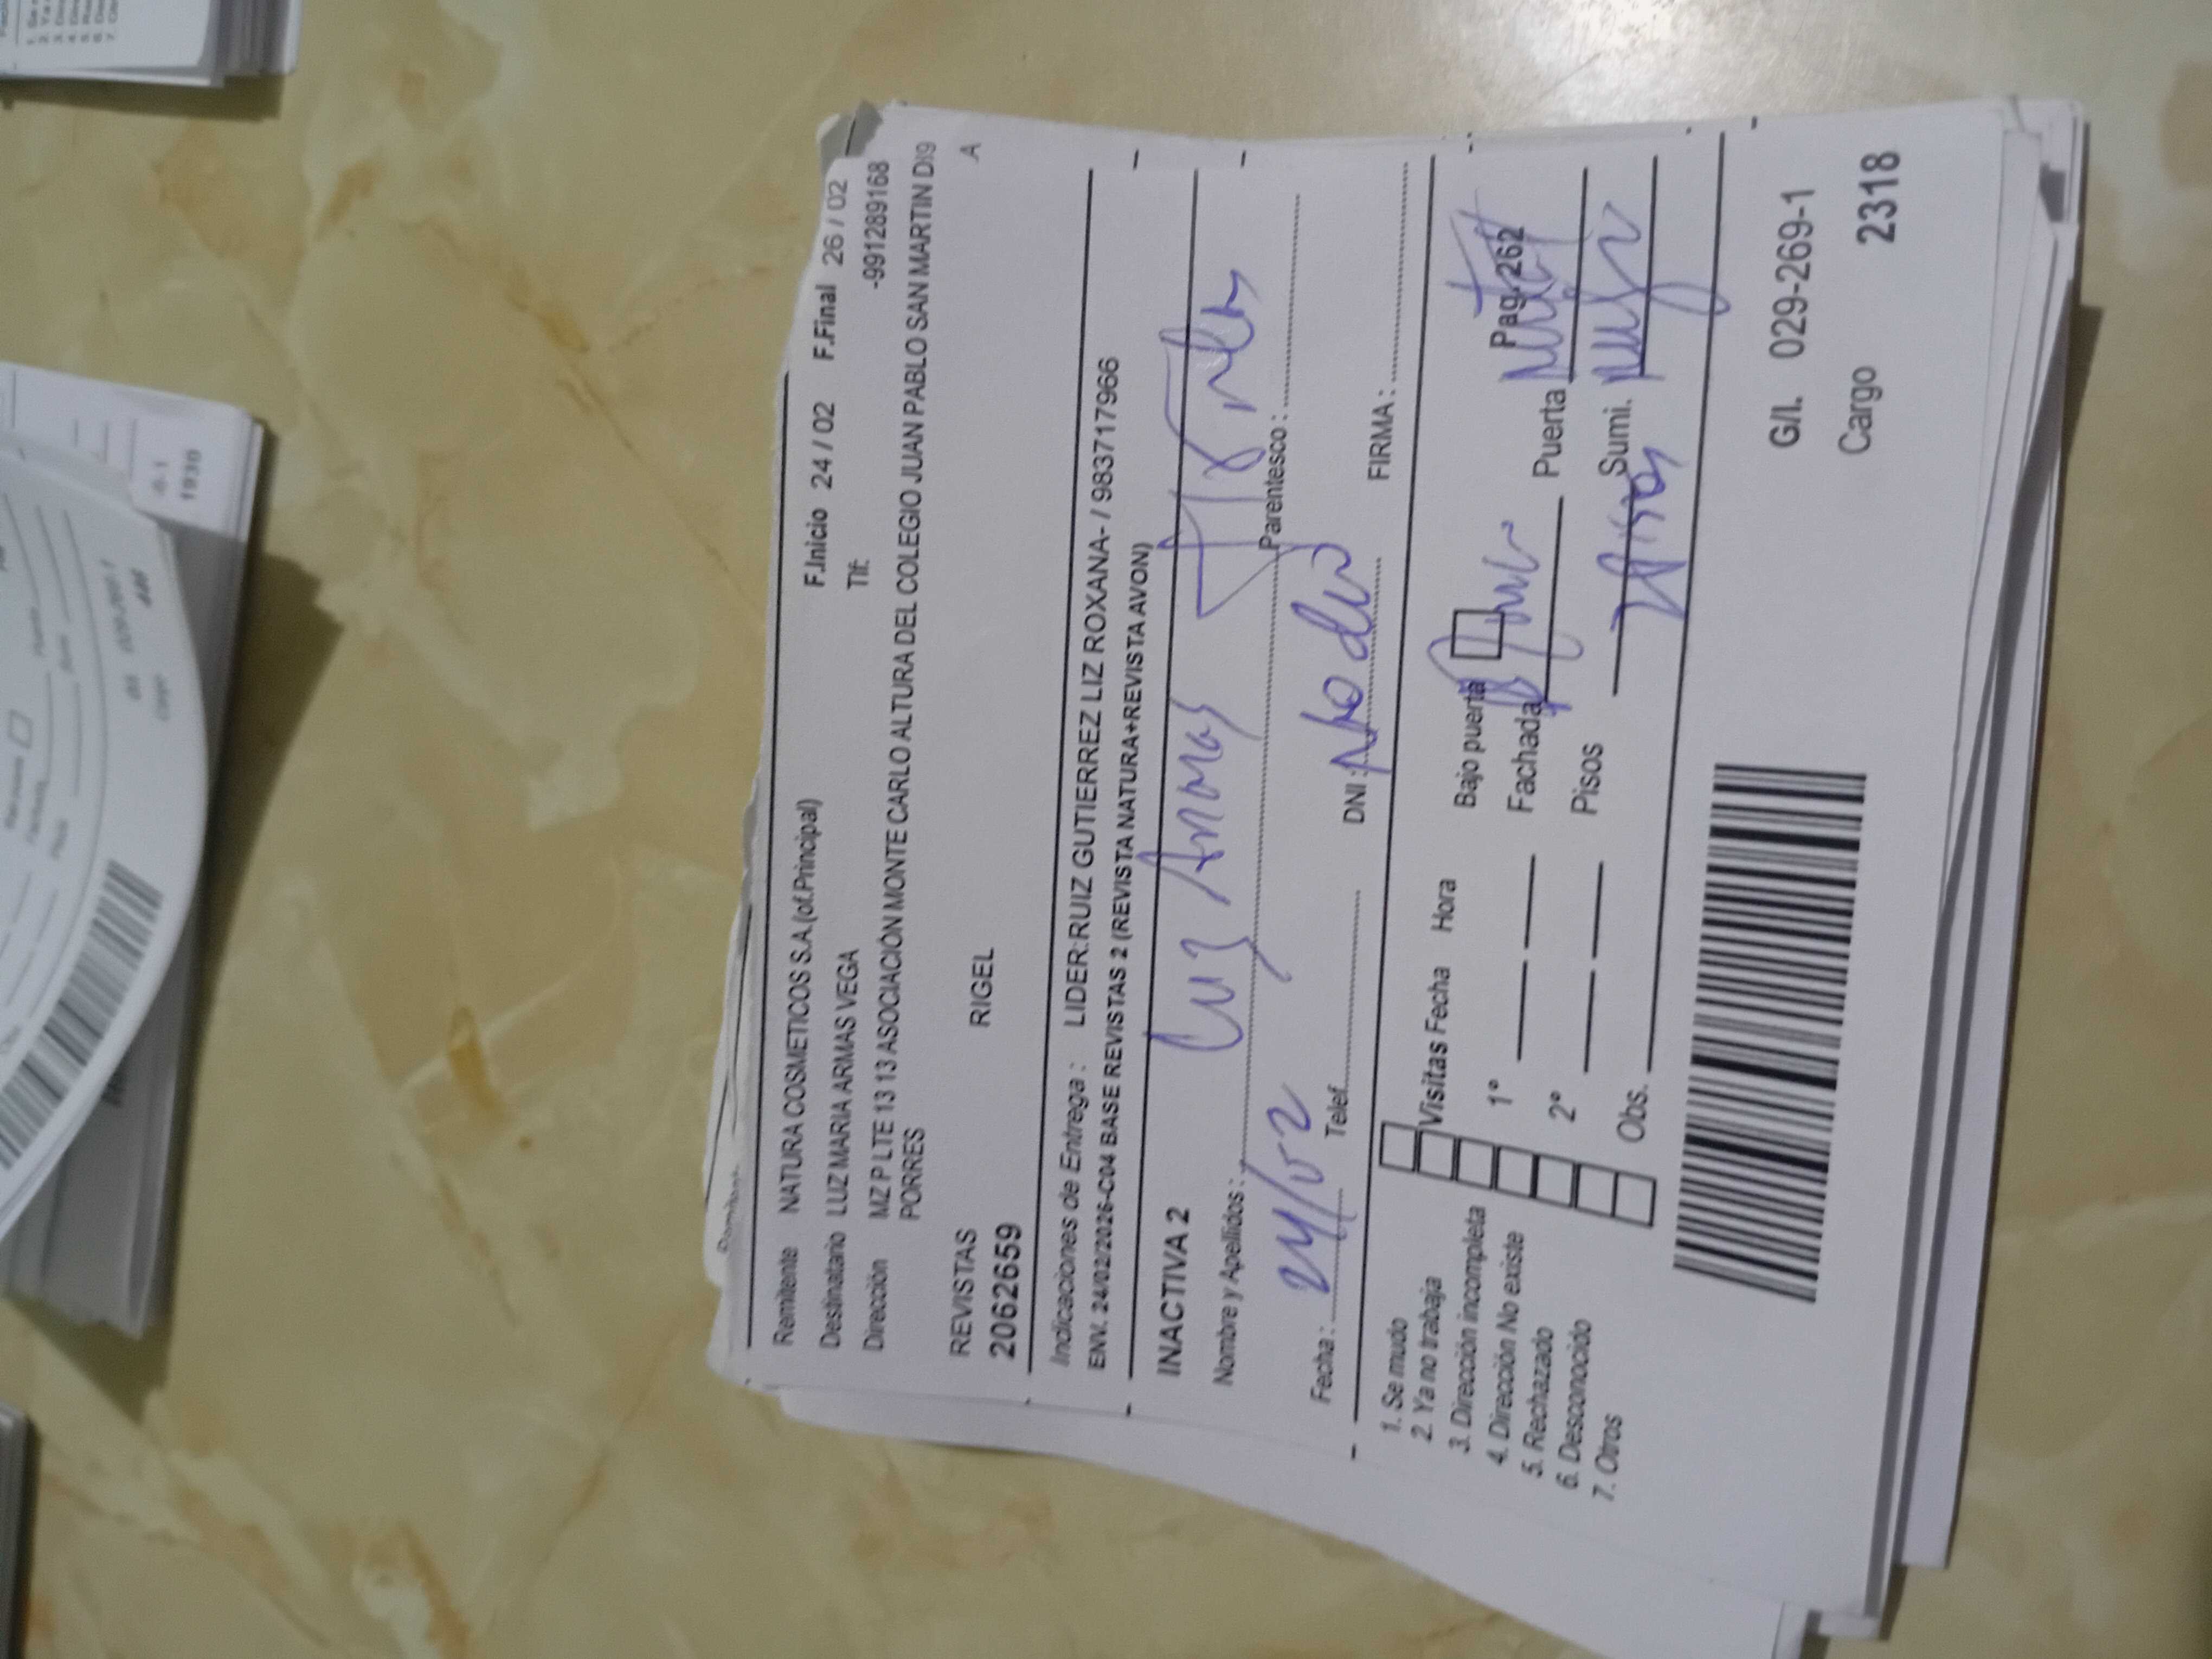 Remitente NATURA COSMETICOS S.A.(of.Principal) F.Inicio 24 / 02 F.Final 26 / 02
Destinatario LUZ MARIA ARMAS VEGA Tlf. -991289168
Dirección MZ P LTE 13 13 13 ASOCIACIÓN MONTE CARLO ALTURA DEL COLEGIO JUAN PABLO SAN MARTIN DI9
PORRES
REVISTAS RIGEL A
20626659
Indicaciones de Entrega : LIDER:RUIZ GUTIERREZ LIZ ROXANA- / 983717966
ENV. 24/02/2026-C04 BASE REVISTAS 2 (REVISTA NATURA+REVISTA AVON)
INACTIVA 2
Nombre y Apellidos : Luz Armas Parentesco :
Fecha : 24/02 Telef. DNI : No dio FIRMA :
1. Se mudo
2. Ya no trabaja
3. Dirección incompleta
4. Dirección No existe
5. Rechazado
6. Desconocido
7. Otros
Visitas Fecha Hora Bajo puerta Pag. 262
1° Fachada Puerta
2° Pisos Sumi.
Obs.
G/I. 029-269-1
Cargo 2318